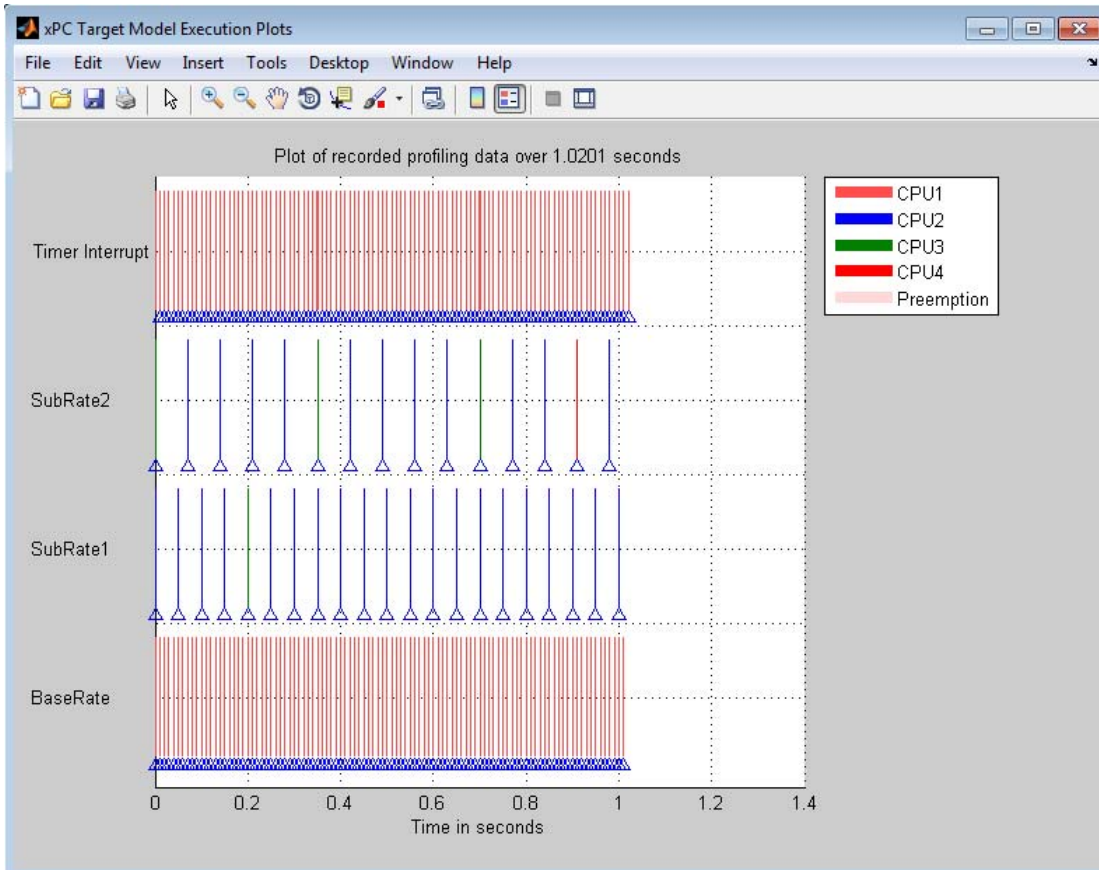 xPC Target Model Execution Plots
File Edit View Insert Tools Desktop Window Help
Plot of recorded profiling data over 1.0201 seconds
Timer Interrupt
SubRate2
SubRate1
BaseRate
0 0.2 0.4 0.6 0.8 1 1.2 1.4
Time in seconds
CPU1
CPU2
CPU3
CPU4
Preemption